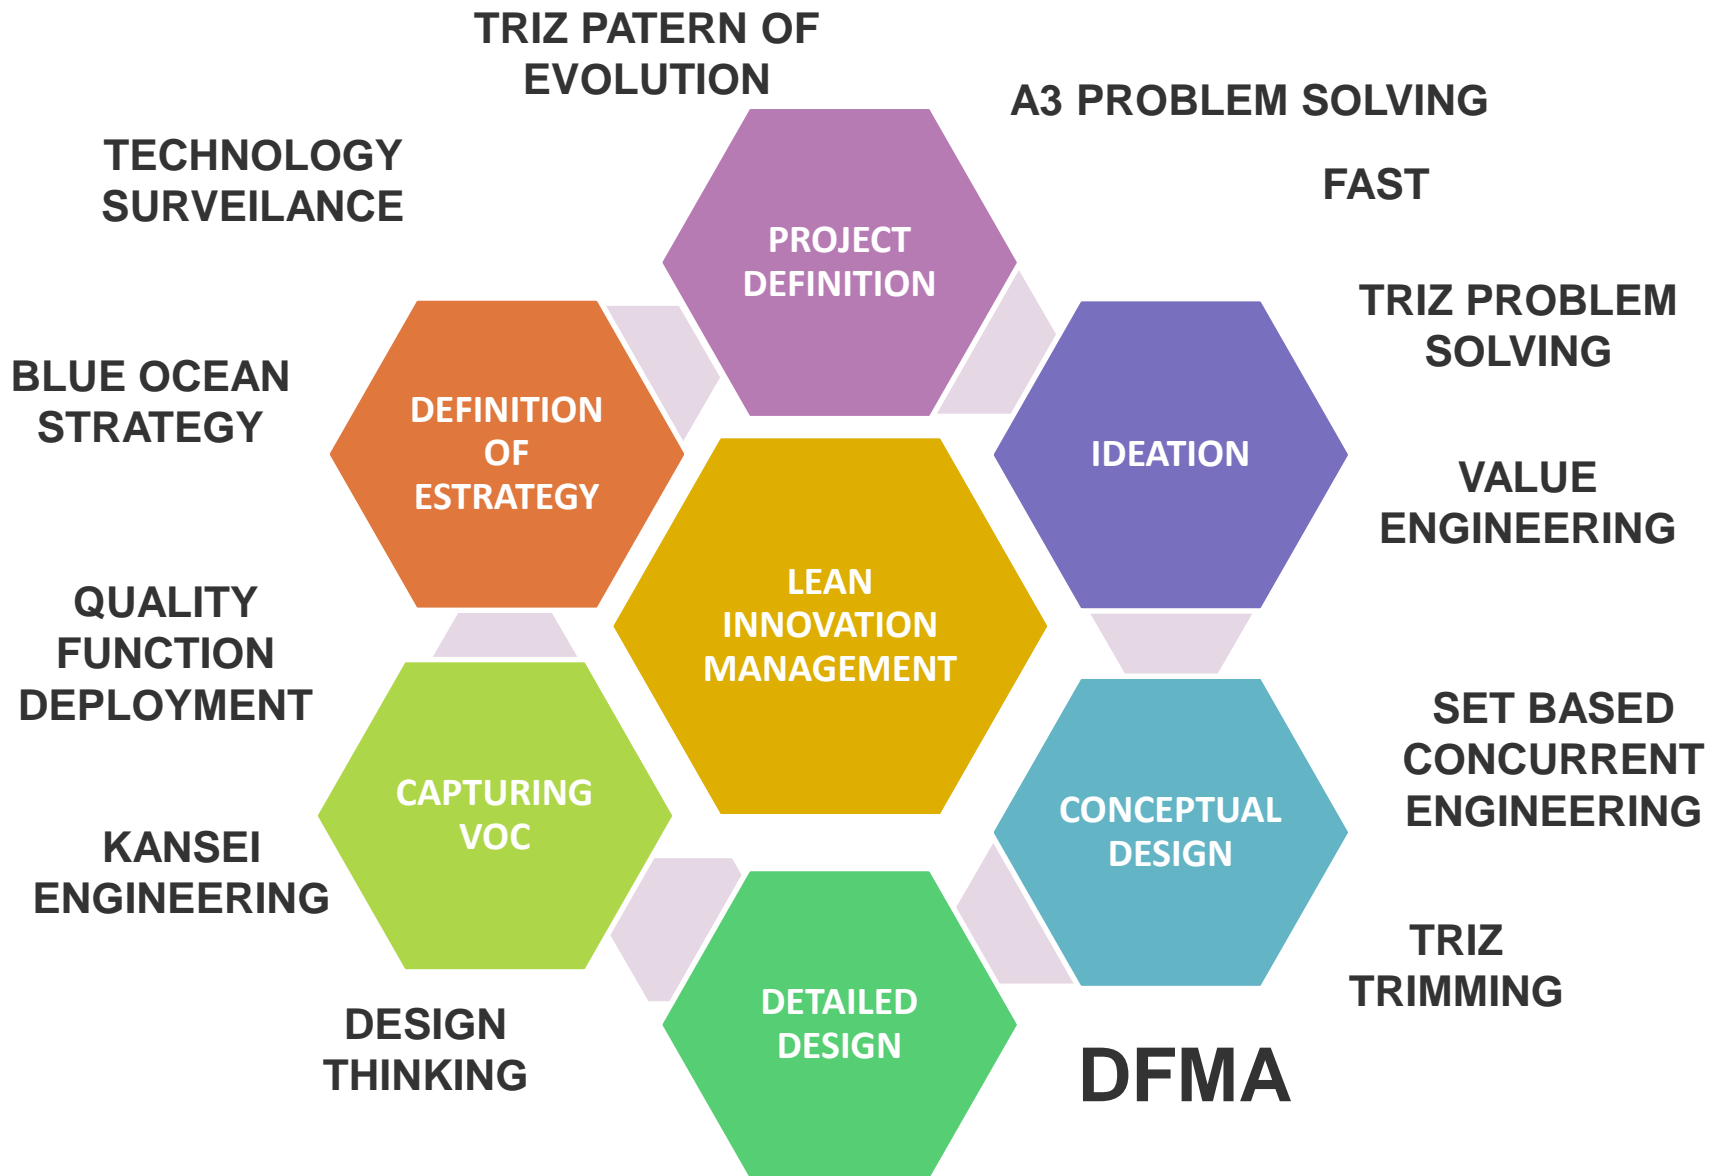 TRIZ PATERN OF
EVOLUTION
A3 PROBLEM SOLVING
FAST
TECHNOLOGY
SURVEILANCE
PROJECT
DEFINITION
TRIZ PROBLEM
SOLVING
BLUE OCEAN
STRATEGY
DEFINITION
OF
ESTRATEGY
IDEATION
VALUE
ENGINEERING
LEAN
INNOVATION
MANAGEMENT
QUALITY
FUNCTION
DEPLOYMENT
SET BASED
CONCURRENT
ENGINEERING
CAPTURING
VOC
CONCEPTUAL
DESIGN
KANSEI
ENGINEERING
TRIZ
TRIMMING
DETAILED
DESIGN
DESIGN
THINKING
DFMA